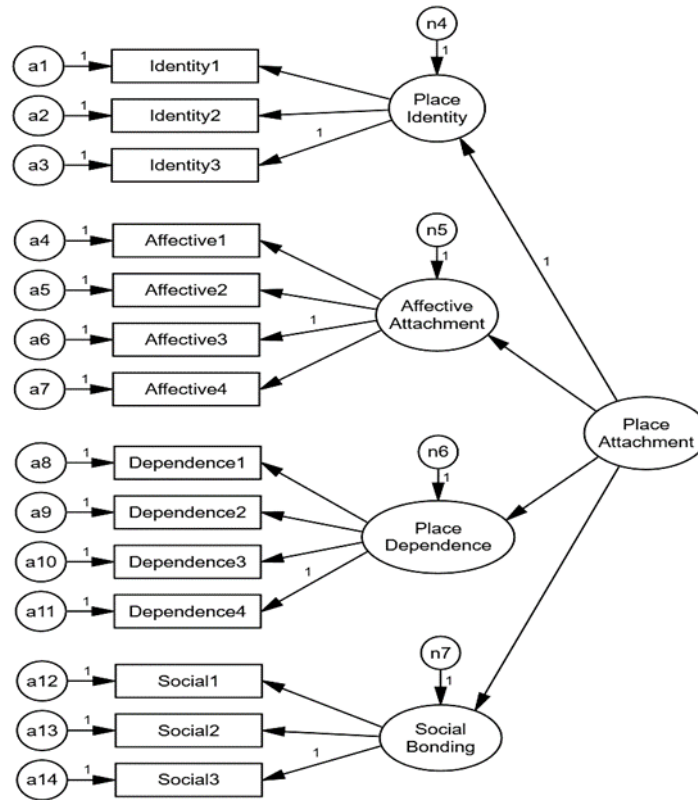 n4
1
a1
1
Identity1
a2
1
Identity2
Place
Identity
1
a3
1
Identity3
n5
1
a4
1
Affective1
a5
1
Affective2
Affective
Attachment
1
a6
1
Affective3
a7
1
Affective4
1
Place
Attachment
n6
1
a8
1
Dependence1
a9
1
Dependence2
Place
Dependence
a10
1
Dependence3
1
a11
1
Dependence4
n7
1
a12
1
Social1
a13
1
Social2
Social
Bonding
1
a14
1
Social3